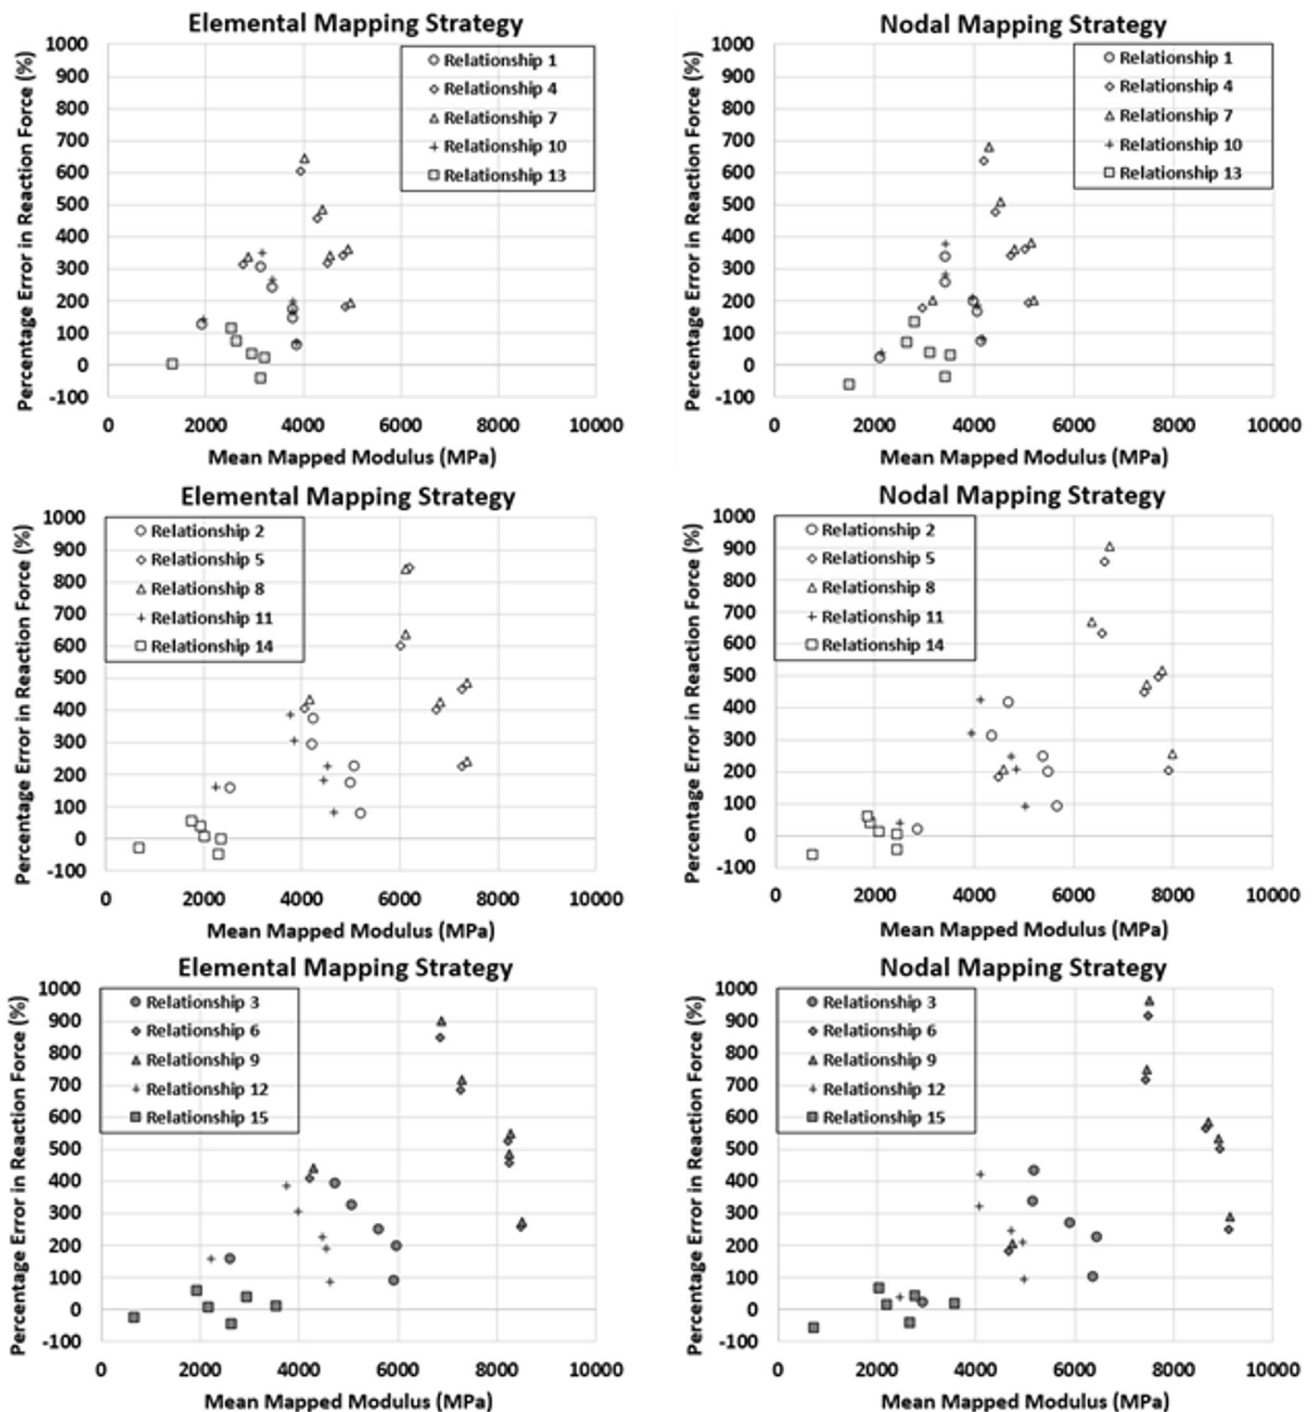 Elemental Mapping Strategy
Percentage Error in Reaction Force (%)
1000
900
800
700
600
500
400
300
200
100
0
-100
Relationship 1
Relationship 4
Relationship 7
Relationship 10
Relationship 13
0 2000 4000 6000 8000 10000
Mean Mapped Modulus (MPa)
Nodal Mapping Strategy
Percentage Error in Reaction Force (%)
1000
900
800
700
600
500
400
300
200
100
0
-100
Relationship 1
Relationship 4
Relationship 7
Relationship 10
Relationship 13
0 2000 4000 6000 8000 10000
Mean Mapped Modulus (MPa)
Elemental Mapping Strategy
Percentage Error in Reaction Force (%)
1000
900
800
700
600
500
400
300
200
100
0
-100
Relationship 2
Relationship 5
Relationship 8
Relationship 11
Relationship 14
0 2000 4000 6000 8000 10000
Mean Mapped Modulus (MPa)
Nodal Mapping Strategy
Percentage Error in Reaction Force (%)
1000
900
800
700
600
500
400
300
200
100
0
-100
Relationship 2
Relationship 5
Relationship 8
Relationship 11
Relationship 14
0 2000 4000 6000 8000 10000
Mean Mapped Modulus (MPa)
Elemental Mapping Strategy
Percentage Error in Reaction Force (%)
1000
900
800
700
600
500
400
300
200
100
0
-100
Relationship 3
Relationship 6
Relationship 9
Relationship 12
Relationship 15
0 2000 4000 6000 8000 10000
Mean Mapped Modulus (MPa)
Nodal Mapping Strategy
Percentage Error in Reaction Force (%)
1000
900
800
700
600
500
400
300
200
100
0
-100
Relationship 3
Relationship 6
Relationship 9
Relationship 12
Relationship 15
0 2000 4000 6000 8000 10000
Mean Mapped Modulus (MPa)